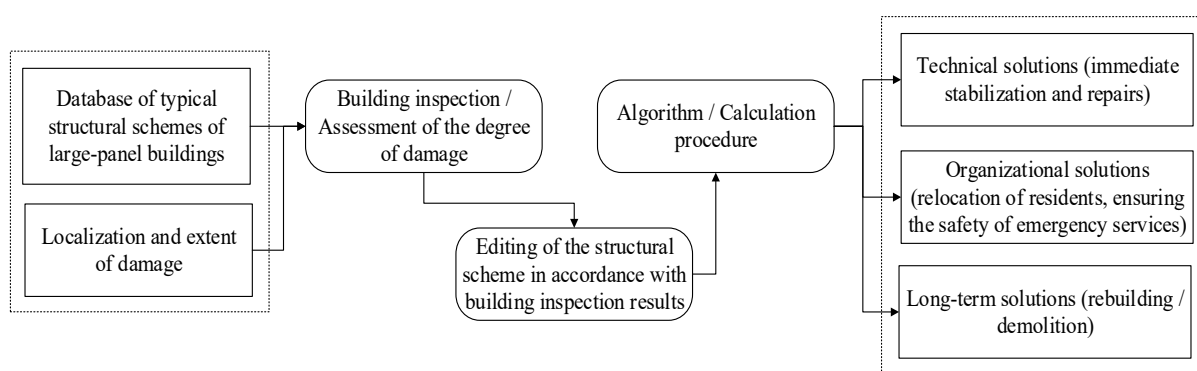 Database of typical
structural schemes of
large-panel buildings
Localization and extent
of damage
Building inspection /
Assessment of the degree
of damage
Editing of the structural
scheme in accordance with
building inspection results
Algorithm / Calculation
procedure
Technical solutions (immediate
stabilization and repairs)
Organizational solutions
(relocation of residents, ensuring
the safety of emergency services)
Long-term solutions (rebuilding /
demolition)